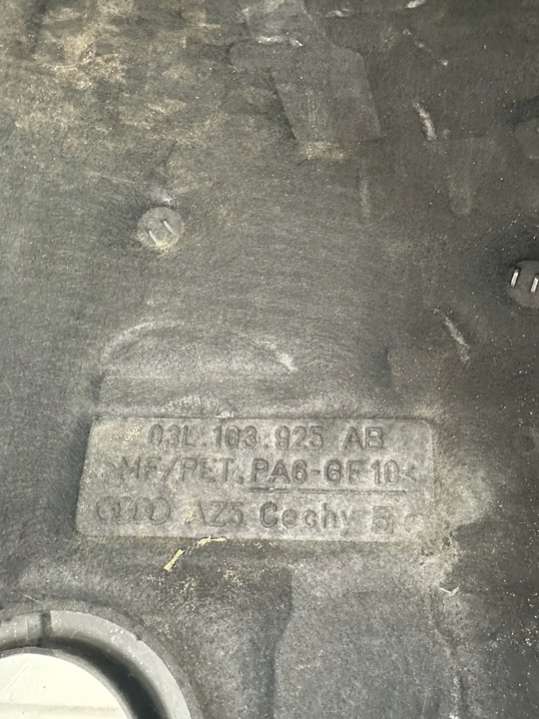 03L.103.925 AB
>MF/PET.PA6-GF10<
AZ5 Cechy